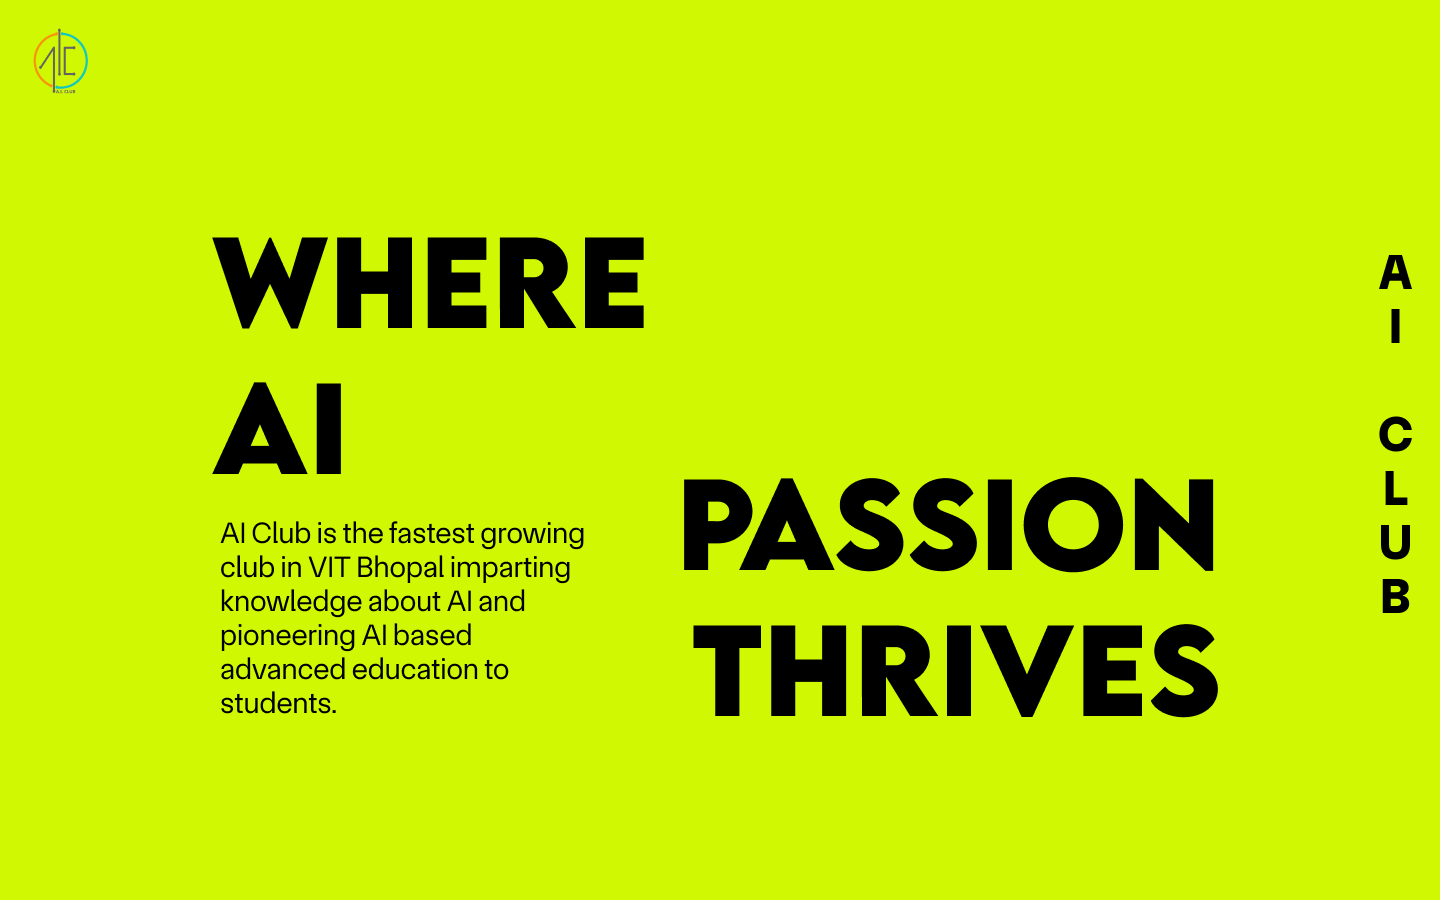 WHERE
AI
AI Club is the fastest growing
club in VIT Bhopal imparting
knowledge about AI and
pioneering AI based
advanced education to
students.
PASSION
THRIVES
A
I
C
L
U
B